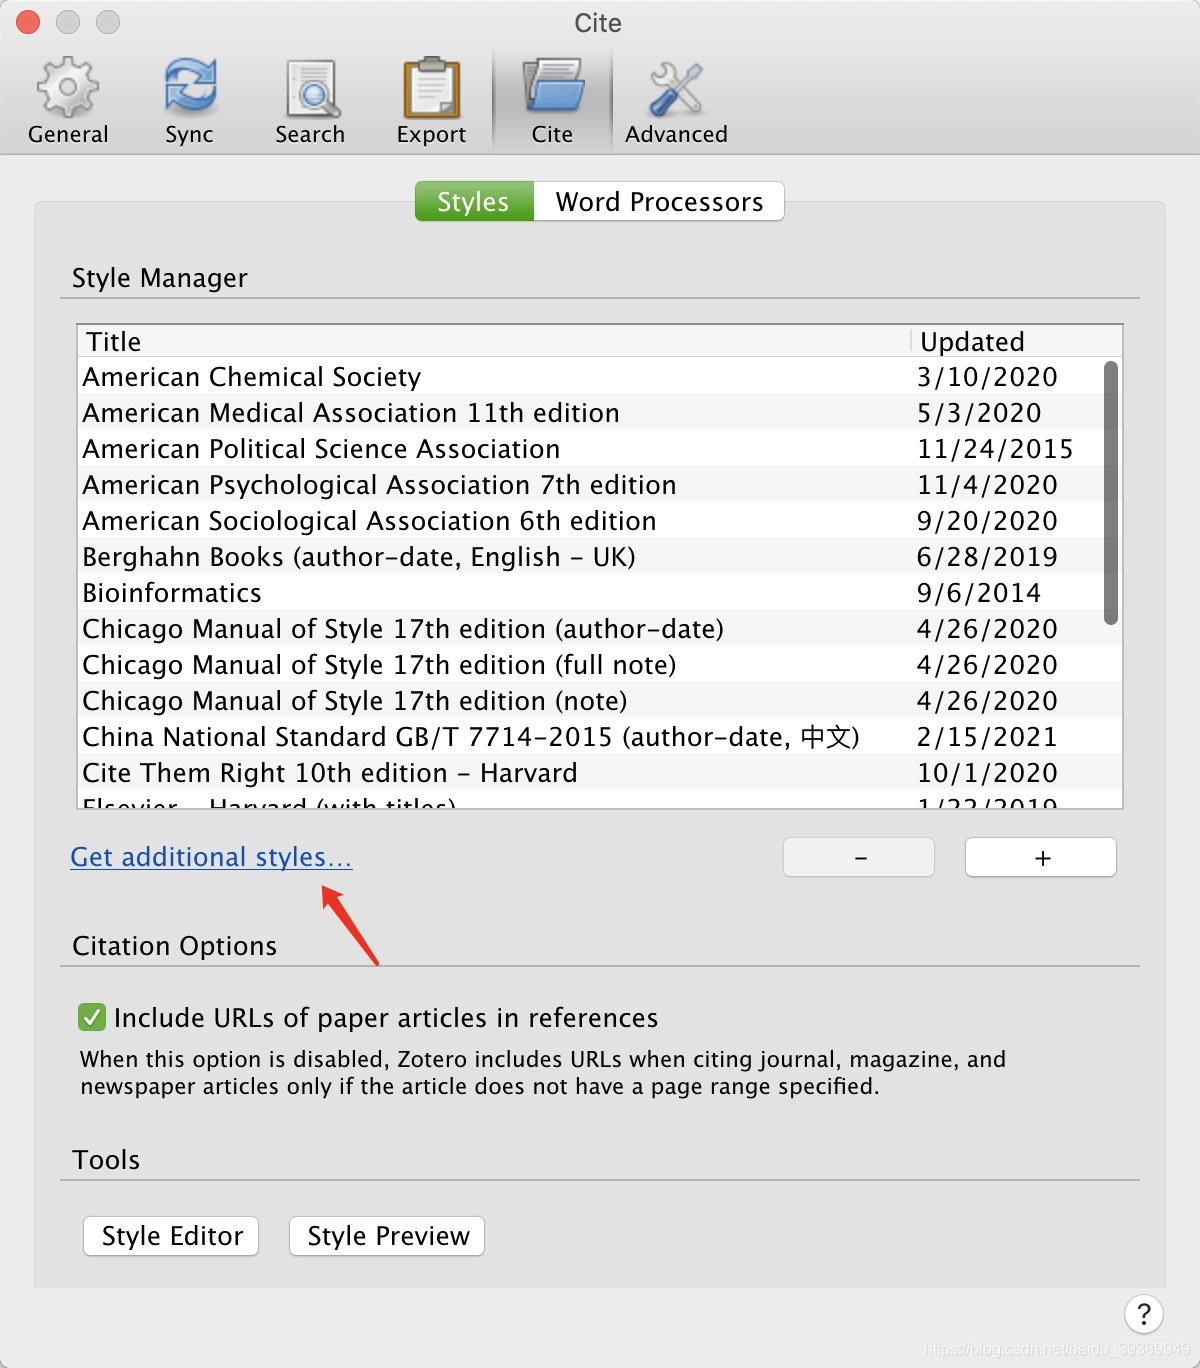 Cite
General Sync Search Export Cite Advanced
Styles Word Processors
Style Manager
Title Updated
American Chemical Society 3/10/2020
American Medical Association 11th edition 5/3/2020
American Political Science Association 11/24/2015
American Psychological Association 7th edition 11/4/2020
American Sociological Association 6th edition 9/20/2020
Berghahn Books (author-date, English - UK) 6/28/2019
Bioinformatics 9/6/2014
Chicago Manual of Style 17th edition (author-date) 4/26/2020
Chicago Manual of Style 17th edition (full note) 4/26/2020
Chicago Manual of Style 17th edition (note) 4/26/2020
China National Standard GB/T 7714-2015 (author-date, 中文) 2/15/2021
Cite Them Right 10th edition - Harvard 10/1/2020
Elsevier - Harvard (with titles) 1/22/2019
Get additional styles...
- +
Citation Options
Include URLs of paper articles in references
When this option is disabled, Zotero includes URLs when citing journal, magazine, and
newspaper articles only if the article does not have a page range specified.
Tools
Style Editor Style Preview
?
https://blog.csdn.net/baidu_39389949